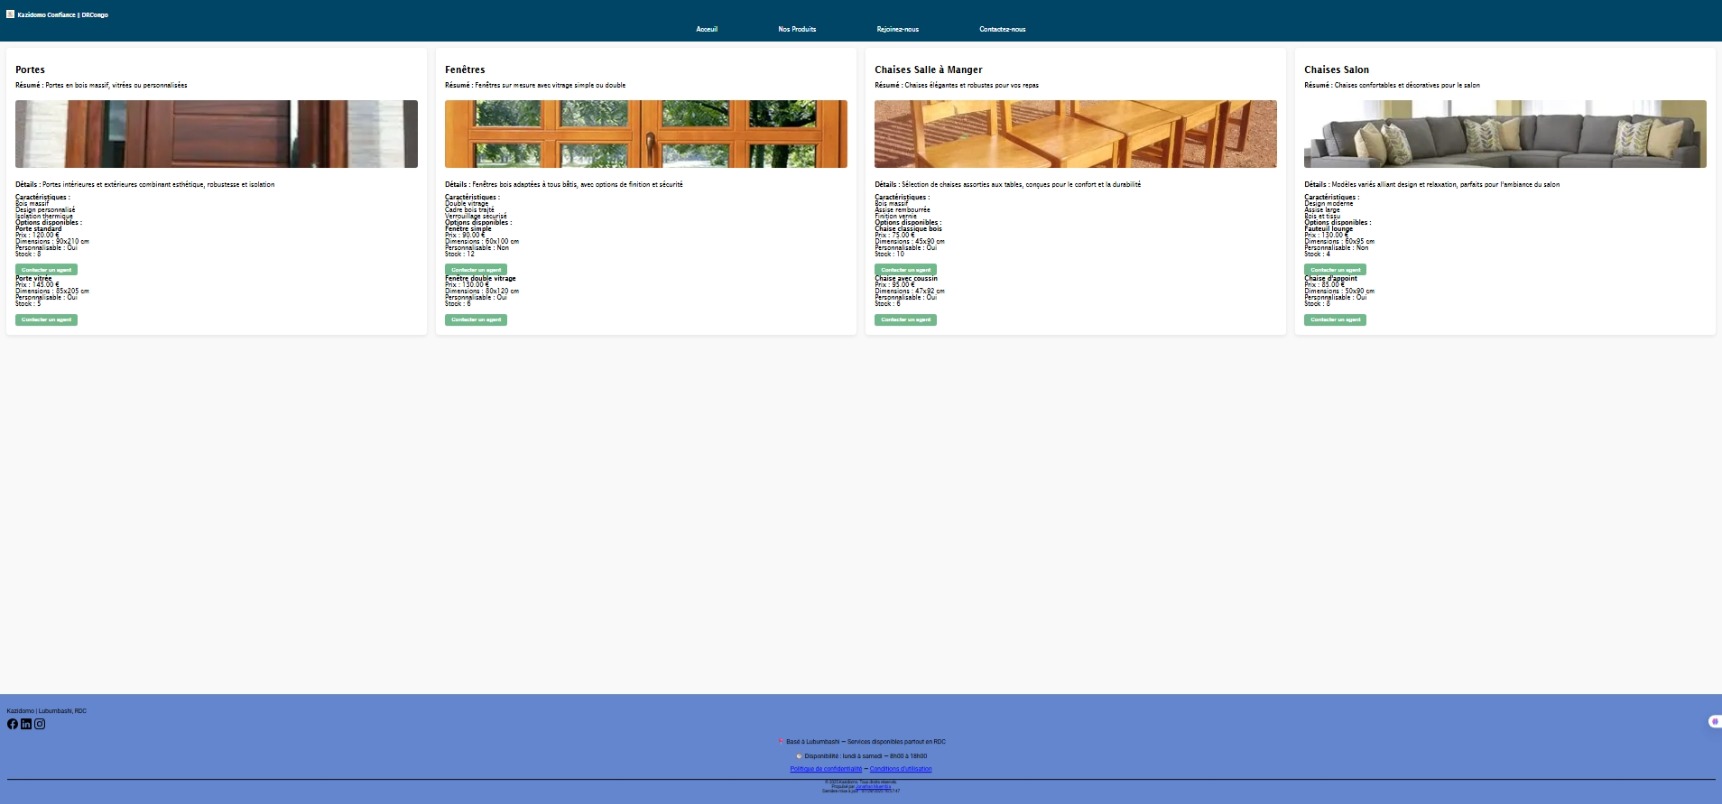 Kazidomo Confiance || DRCongo
Acceuil
Nos Produits
Rejoinez-nous
Contactez-nous
Portes
Résumé : Portes en bois massif, vitrées ou personnalisées
Détails : Portes intérieures et extérieures combinant esthétique, robustesse et isolation
Caractéristiques :
Bois massif
Design personnalisé
Isolation thermique
Options disponibles :
Porte standard
Prix : 120.00 €
Dimensions : 90x210 cm
Personnalisable : Oui
Stock : 8
Contacter un agent
Porte vitrée
Prix : 145.00 €
Dimensions : 85x205 cm
Personnalisable : Oui
Stock : 5
Contacter un agent
Fenêtres
Résumé : Fenêtres sur mesure avec vitrage simple ou double
Détails : Fenêtres bois adaptées à tous bâtis, avec options de finition et sécurité
Caractéristiques :
Double vitrage
Cadre bois traité
Verrouillage sécurisé
Options disponibles :
Fenêtre simple
Prix : 90.00 €
Dimensions : 60x100 cm
Personnalisable : Non
Stock : 12
Contacter un agent
Fenêtre double vitrage
Prix : 130.00 €
Dimensions : 80x120 cm
Personnalisable : Oui
Stock : 6
Contacter un agent
Chaises Salle à Manger
Résumé : Chaises élégantes et robustes pour vos repas
Détails : Sélection de chaises assorties aux tables, conçues pour le confort et la durabilité
Caractéristiques :
Bois massif
Assise rembourrée
Finition vernie
Options disponibles :
Chaise classique bois
Prix : 75.00 €
Dimensions : 45x90 cm
Personnalisable : Oui
Stock : 10
Contacter un agent
Chaise avec coussin
Prix : 95.00 €
Dimensions : 47x92 cm
Personnalisable : Oui
Stock : 6
Contacter un agent
Chaises Salon
Résumé : Chaises confortables et décoratives pour le salon
Détails : Modèles variés alliant design et relaxation, parfaits pour l'ambiance du salon
Caractéristiques :
Design moderne
Assise large
Bois et tissu
Options disponibles :
Fauteuil lounge
Prix : 130.00 €
Dimensions : 60x95 cm
Personnalisable : Non
Stock : 4
Contacter un agent
Chaise d'appoint
Prix : 85.00 €
Dimensions : 50x90 cm
Personnalisable : Oui
Stock : 8
Contacter un agent
Kazidomo | Lubumbashi, RDC
Basé à Lubumbashi — Services disponibles partout en RDC
Disponibilité : lundi à samedi — 8h00 à 18h00
Politique de confidentialité — Conditions d'utilisation
Kazidomo. Tous droits réservés.